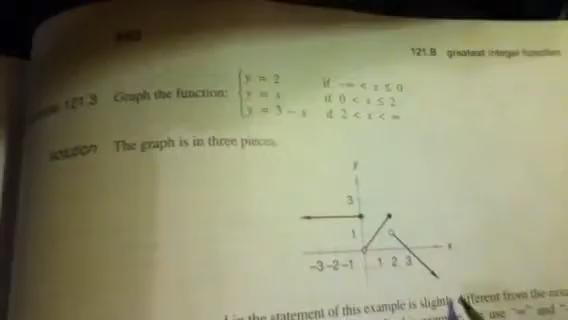 121.B greatest integer function
121.3 Graph the function: y = 2 if -∞ < x ≤ 0
y = x if 0 < x ≤ 2
y = 3 - x if 2 < x < ∞
solution The graph is in three pieces.
y
3
1
x
-3 -2 -1 1 2 3
in the statement of this example is slightly different from the
use "∞" and